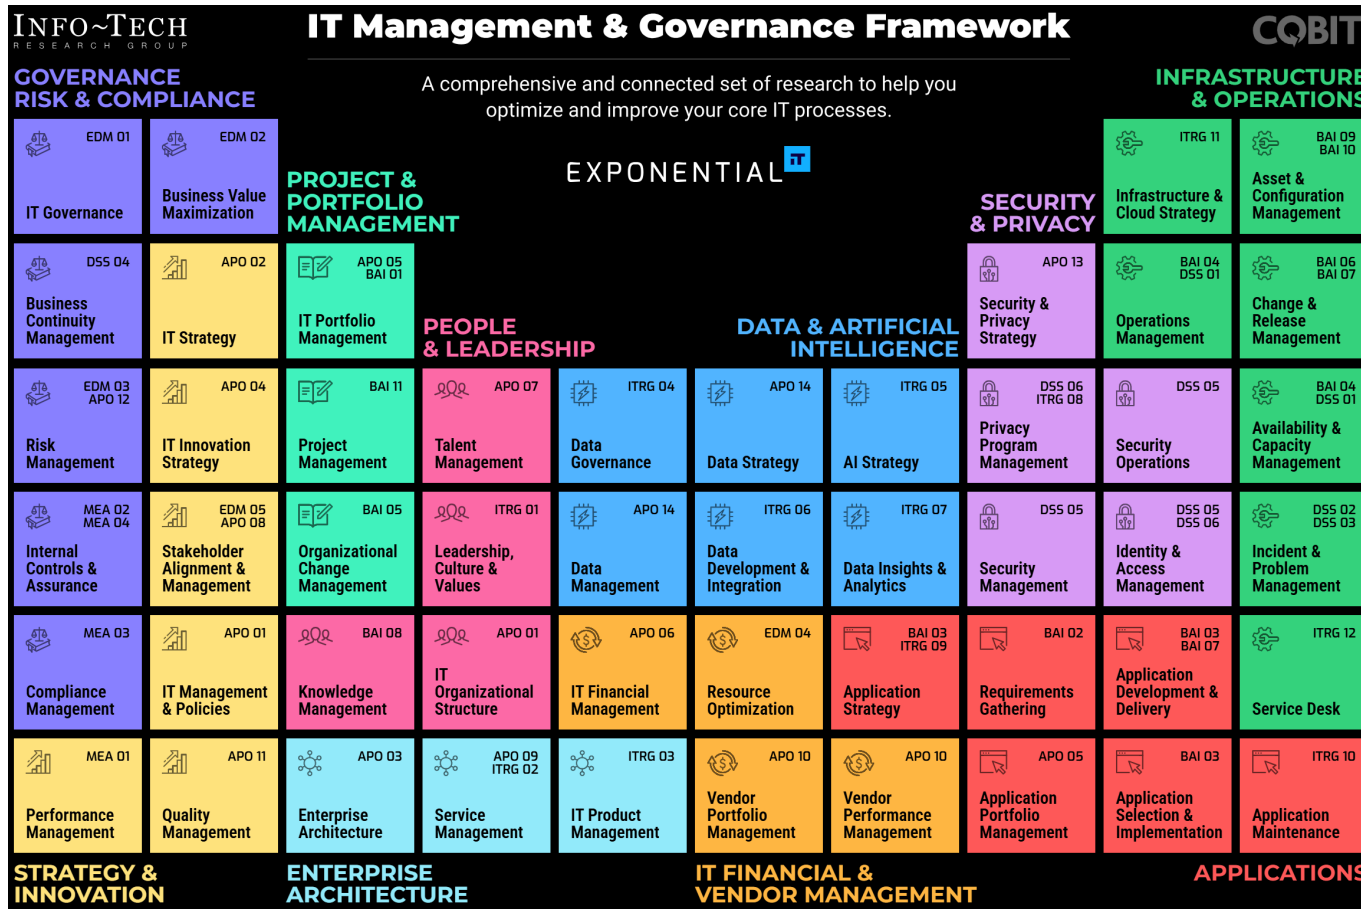 INFO~TECH
RESEARCH GROUP
IT Management & Governance Framework
COBIT
A comprehensive and connected set of research to help you
optimize and improve your core IT processes.
EXPONENTIAL IT
GOVERNANCE
RISK & COMPLIANCE
INFRASTRUCTURE
& OPERATIONS
PROJECT &
PORTFOLIO
MANAGEMENT
SECURITY
& PRIVACY
PEOPLE
& LEADERSHIP
DATA & ARTIFICIAL
INTELLIGENCE
EDM 01
IT Governance
EDM 02
Business Value
Maximization
ITRG 11
Infrastructure &
Cloud Strategy
BAI 09
BAI 10
Asset &
Configuration
Management
DSS 04
Business
Continuity
Management
APO 02
IT Strategy
APO 05
BAI 01
IT Portfolio
Management
APO 13
Security &
Privacy
Strategy
BAI 04
DSS 01
Operations
Management
BAI 06
BAI 07
Change &
Release
Management
EDM 03
APO 12
Risk
Management
APO 04
IT Innovation
Strategy
BAI 11
Project
Management
APO 07
Talent
Management
ITRG 04
Data
Governance
APO 14
Data Strategy
ITRG 05
AI Strategy
DSS 06
ITRG 08
Privacy
Program
Management
DSS 05
Security
Operations
BAI 04
DSS 01
Availability &
Capacity
Management
MEA 02
MEA 04
Internal
Controls &
Assurance
EDM 05
APO 08
Stakeholder
Alignment &
Management
BAI 05
Organizational
Change
Management
ITRG 01
Leadership,
Culture &
Values
APO 14
Data
Management
ITRG 06
Data
Development &
Integration
ITRG 07
Data Insights &
Analytics
DSS 05
Security
Management
DSS 05
DSS 06
Identity &
Access
Management
DSS 02
DSS 03
Incident &
Problem
Management
MEA 03
Compliance
Management
APO 01
IT Management
& Policies
BAI 08
Knowledge
Management
APO 01
IT
Organizational
Structure
APO 06
IT Financial
Management
EDM 04
Resource
Optimization
BAI 03
ITRG 09
Application
Strategy
BAI 02
Requirements
Gathering
BAI 03
BAI 07
Application
Development &
Delivery
ITRG 12
Service Desk
MEA 01
Performance
Management
APO 11
Quality
Management
APO 03
Enterprise
Architecture
APO 09
ITRG 02
Service
Management
ITRG 03
IT Product
Management
APO 10
Vendor
Portfolio
Management
APO 10
Vendor
Performance
Management
APO 05
Application
Portfolio
Management
BAI 03
Application
Selection &
Implementation
ITRG 10
Application
Maintenance
STRATEGY &
INNOVATION
ENTERPRISE
ARCHITECTURE
IT FINANCIAL &
VENDOR MANAGEMENT
APPLICATIONS